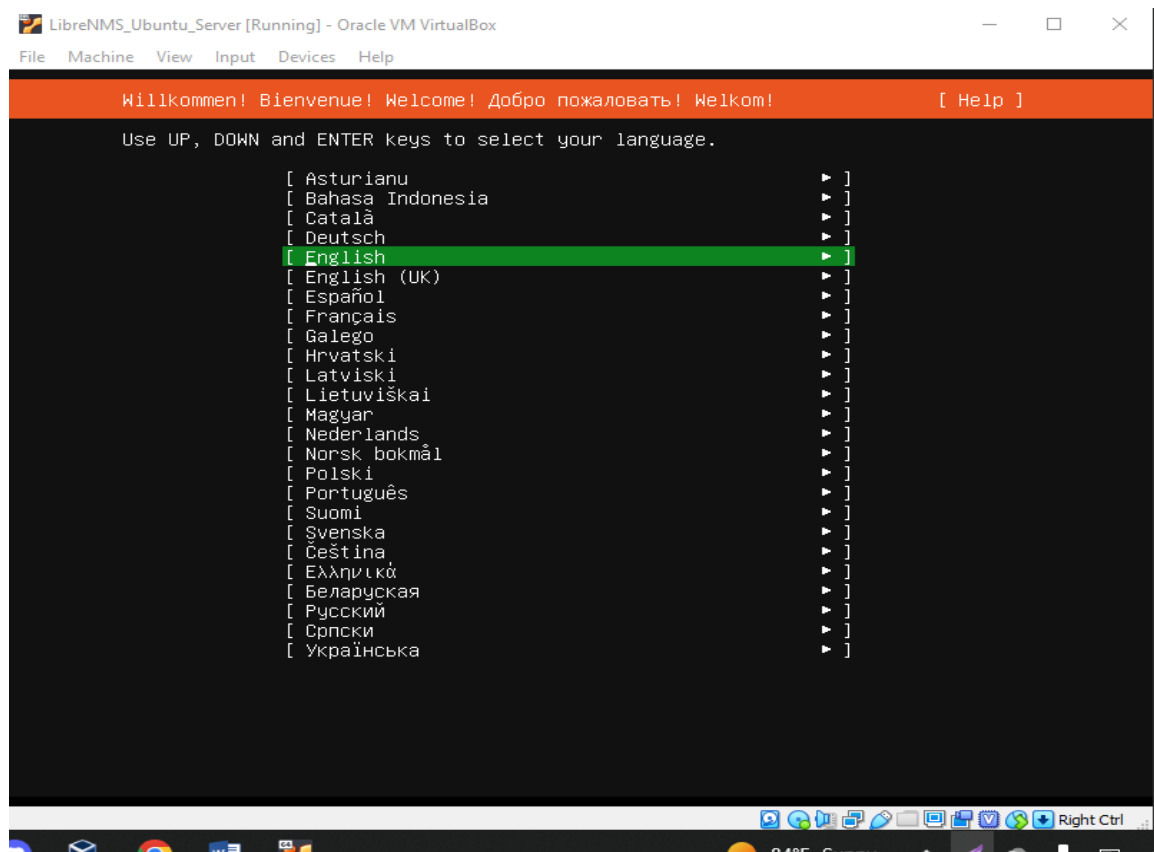 LibreNMS_Ubuntu_Server [Running] - Oracle VM VirtualBox
File Machine View Input Devices Help
Willkommen! Bienvenue! Welcome! Добро пожаловать! Welkom! [ Help ]
Use UP, DOWN and ENTER keys to select your language.
[ Asturianu ► ]
[ Bahasa Indonesia ► ]
[ Català ► ]
[ Deutsch ► ]
[ English ► ]
[ English (UK) ► ]
[ Español ► ]
[ Français ► ]
[ Galego ► ]
[ Hrvatski ► ]
[ Latviski ► ]
[ Lietuviškai ► ]
[ Magyar ► ]
[ Nederlands ► ]
[ Norsk bokmål ► ]
[ Polski ► ]
[ Português ► ]
[ Suomi ► ]
[ Svenska ► ]
[ Čeština ► ]
[ Ελληνικά ► ]
[ Беларуская ► ]
[ Русский ► ]
[ Српски ► ]
[ Українська ► ]
Right Ctrl